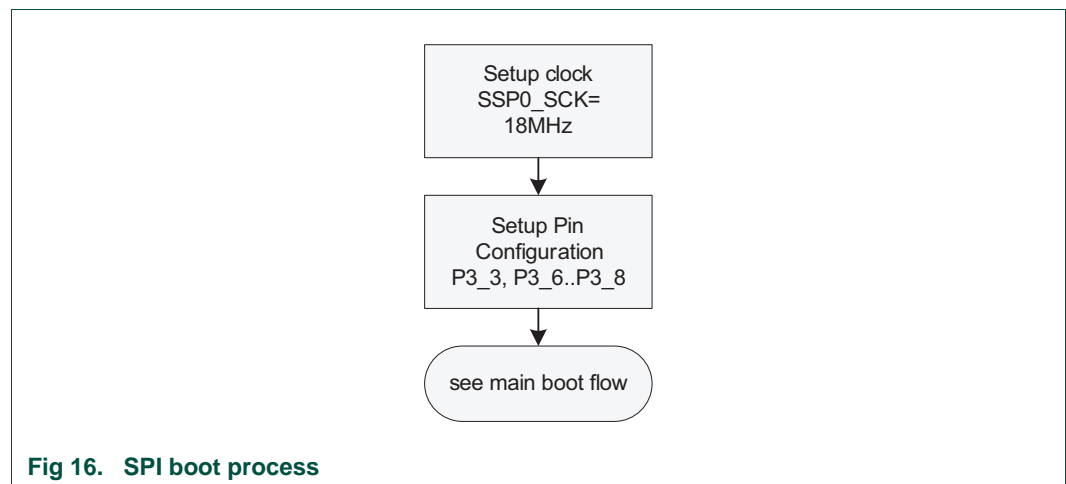 Setup clock
SSP0_SCK=
18MHz
Setup Pin
Configuration
P3_3, P3_6..P3_8
see main boot flow
Fig 16. SPI boot process